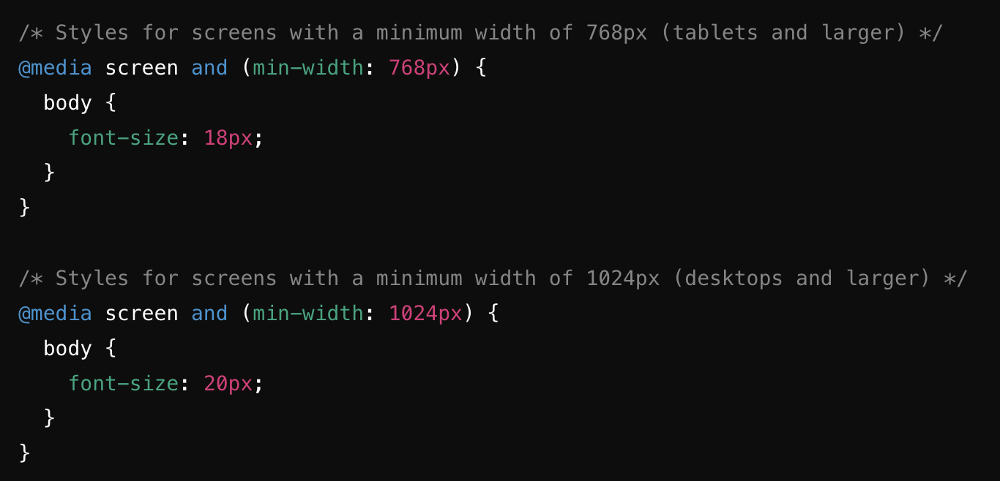 /* Styles for screens with a minimum width of 768px (tablets and larger) */
@media screen and (min-width: 768px) {
  body {
    font-size: 18px;
  }
}

/* Styles for screens with a minimum width of 1024px (desktops and larger) */
@media screen and (min-width: 1024px) {
  body {
    font-size: 20px;
  }
}